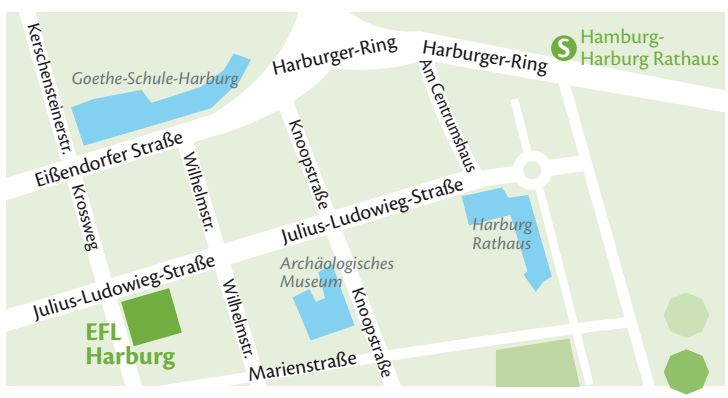 Kerschensteinerstr.
Goethe-Schule-Harburg
Harburger-Ring
Harburger-Ring
S
Hamburg-
Harburg Rathaus
Am Centrumshaus
Eißendorfer Straße
Knoopstraße
Wilhelmstr.
Krossweg
Julius-Ludowieg-Straße
Harburg
Rathaus
Julius-Ludowieg-Straße
Archäologisches
Museum
Wilhelmstr.
Knoopstraße
EFL
Harburg
Marienstraße